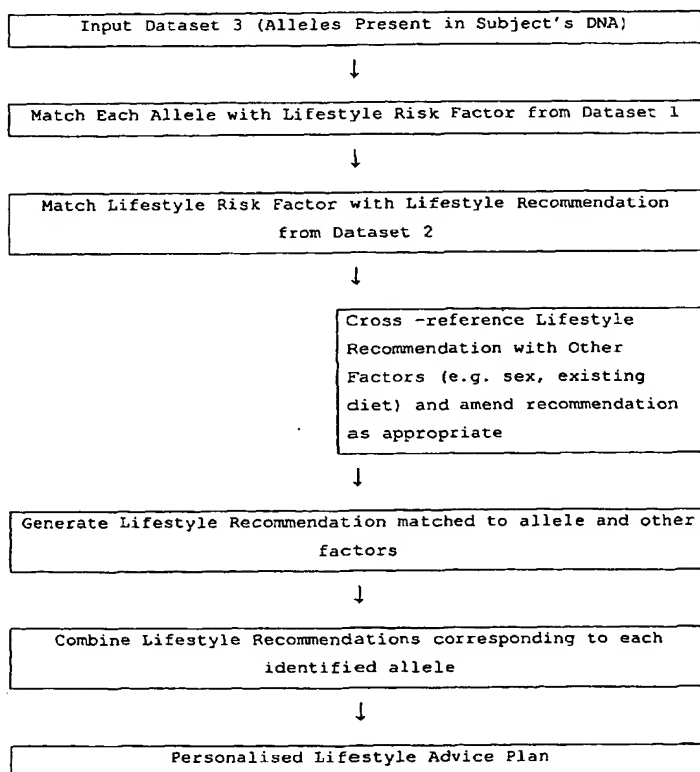 Input Dataset 3 (Alleles Present in Subject's DNA)
↓
Match Each Allele with Lifestyle Risk Factor from Dataset 1
↓
Match Lifestyle Risk Factor with Lifestyle Recommendation
from Dataset 2
↓
Cross -reference Lifestyle
Recommendation with Other
Factors (e.g. sex, existing
diet) and amend recommendation
as appropriate
↓
Generate Lifestyle Recommendation matched to allele and other
factors
↓
Combine Lifestyle Recommendations corresponding to each
identified allele
↓
Personalised Lifestyle Advice Plan